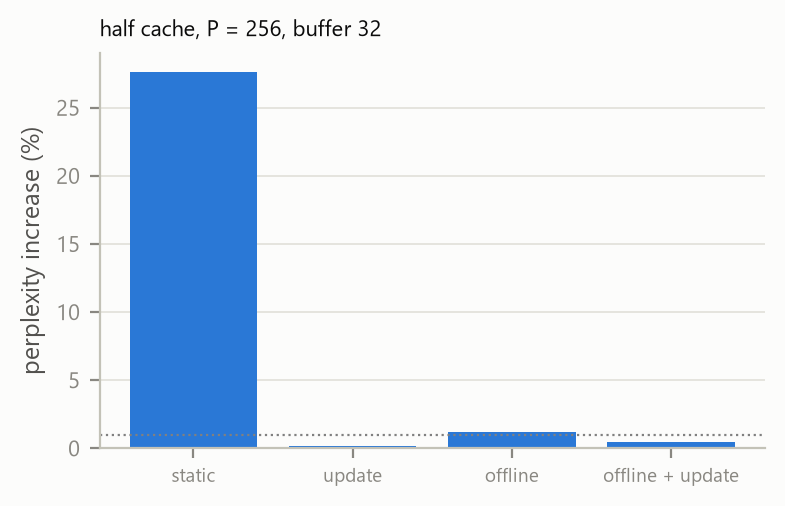 half cache, P = 256, buffer 32
perplexity increase (%)
25
20
15
10
5
0
static
update
offline
offline + update